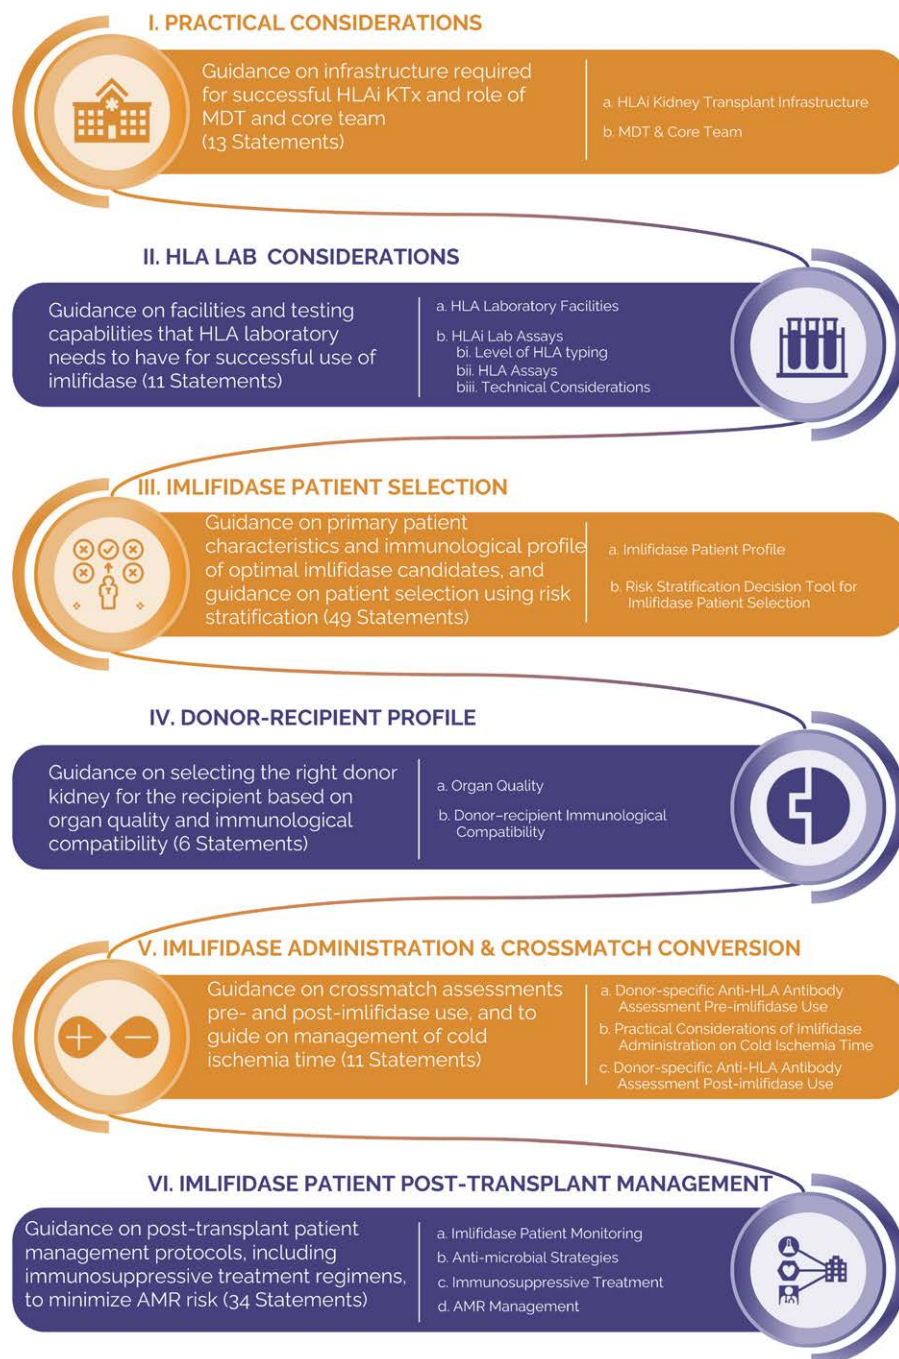 I. PRACTICAL CONSIDERATIONS
Guidance on infrastructure required
for successful HLAi KTx and role of
MDT and core team
(13 Statements)
a. HLAi Kidney Transplant Infrastructure
b. MDT & Core Team
II. HLA LAB CONSIDERATIONS
Guidance on facilities and testing
capabilities that HLA laboratory
needs to have for successful use of
imlifidase (11 Statements)
a. HLA Laboratory Facilities
b. HLAi Lab Assays
bi. Level of HLA typing
bii. HLA Assays
biii. Technical Considerations
III. IMLIFIDASE PATIENT SELECTION
Guidance on primary patient
characteristics and immunological profile
of optimal imlifidase candidates, and
guidance on patient selection using risk
stratification (49 Statements)
a. Imlifidase Patient Profile
b. Risk Stratification Decision Tool for
Imlifidase Patient Selection
IV. DONOR-RECIPIENT PROFILE
Guidance on selecting the right donor
kidney for the recipient based on
organ quality and immunological
compatibility (6 Statements)
a. Organ Quality
b. Donor–recipient Immunological
Compatibility
V. IMLIFIDASE ADMINISTRATION & CROSSMATCH CONVERSION
Guidance on crossmatch assessments
pre- and post-imlifidase use, and to
guide on management of cold
ischemia time (11 Statements)
a. Donor-specific Anti-HLA Antibody
Assessment Pre-imlifidase Use
b. Practical Considerations of Imlifidase
Administration on Cold Ischemia Time
c. Donor-specific Anti-HLA Antibody
Assessment Post-imlifidase Use
VI. IMLIFIDASE PATIENT POST-TRANSPLANT MANAGEMENT
Guidance on post-transplant patient
management protocols, including
immunosuppressive treatment regimens,
to minimize AMR risk (34 Statements)
a. Imlifidase Patient Monitoring
b. Anti-microbial Strategies
c. Immunosuppressive Treatment
d. AMR Management